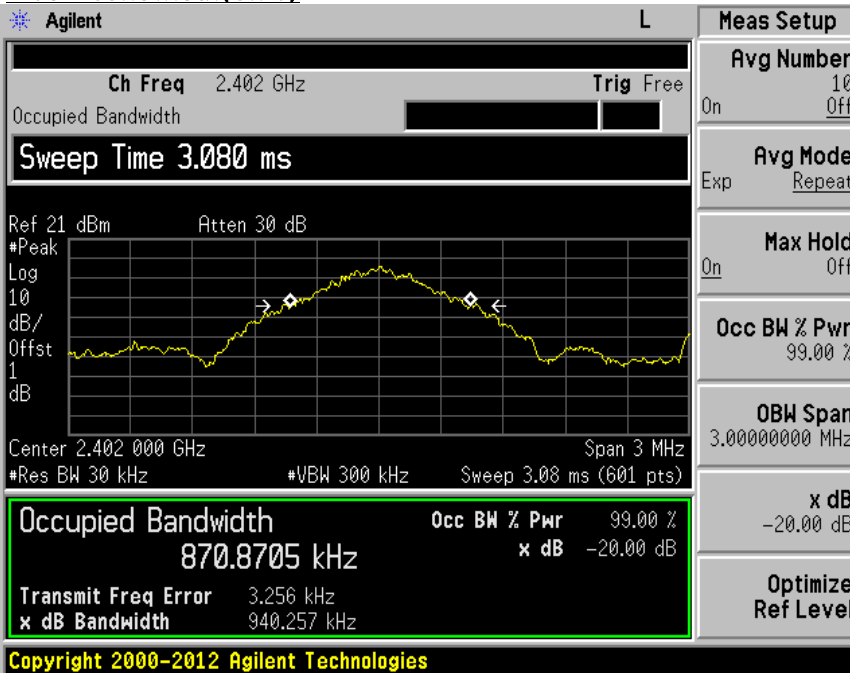 Agilent L Meas Setup
Ch Freq 2.402 GHz Trig Free
Occupied Bandwidth
Sweep Time 3.080 ms
Ref 21 dBm Atten 30 dB
#Peak
Log
10
dB/
Offst
1
dB
Center 2.402 000 GHz Span 3 MHz
#Res BW 30 kHz #VBW 300 kHz Sweep 3.08 ms (601 pts)
Occupied Bandwidth Occ BW % Pwr 99.00 %
870.8705 kHz x dB -20.00 dB
Transmit Freq Error 3.256 kHz
x dB Bandwidth 940.257 kHz
Copyright 2000-2012 Agilent Technologies
Avg Number
10
On Off
Avg Mode
Exp Repeat
Max Hold
On Off
Occ BW % Pwr
99.00 %
OBW Span
3.00000000 MHz
x dB
-20.00 dB
Optimize
Ref Level